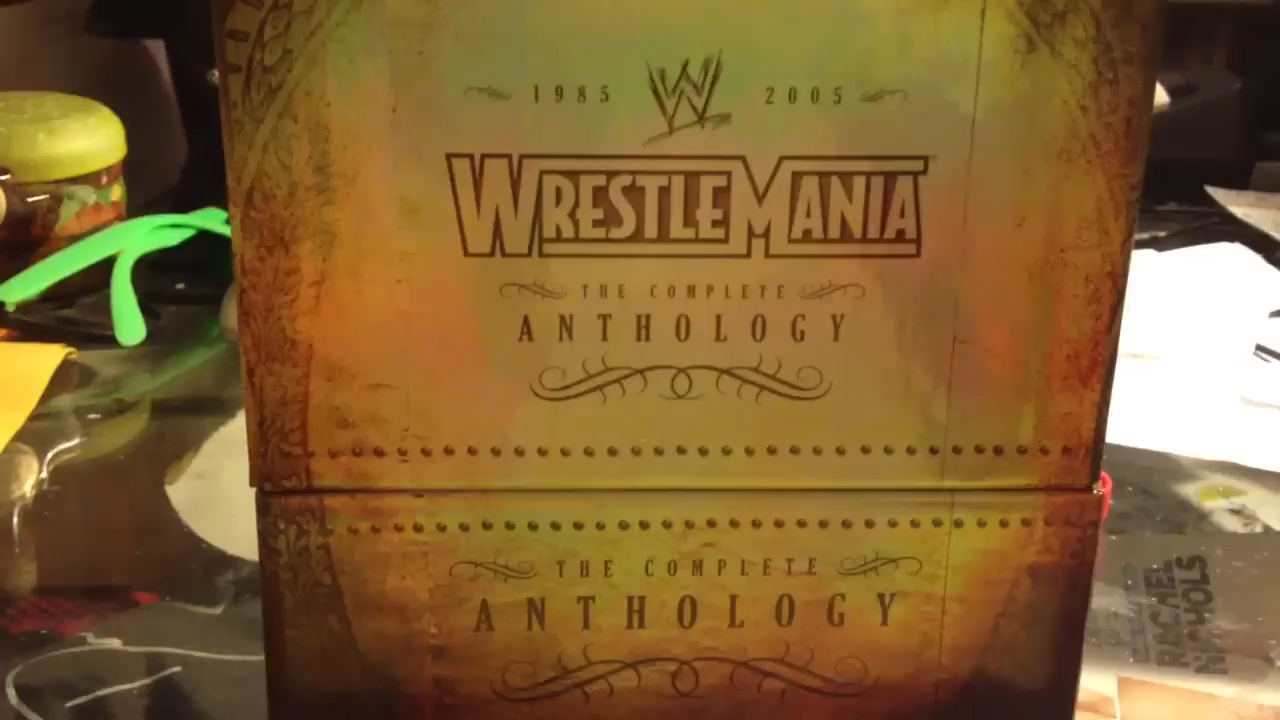 1985 W 2005
WRESTLEMANIA
THE COMPLETE
ANTHOLOGY
THE COMPLETE
ANTHOLOGY
RACHEL
NICHOLS